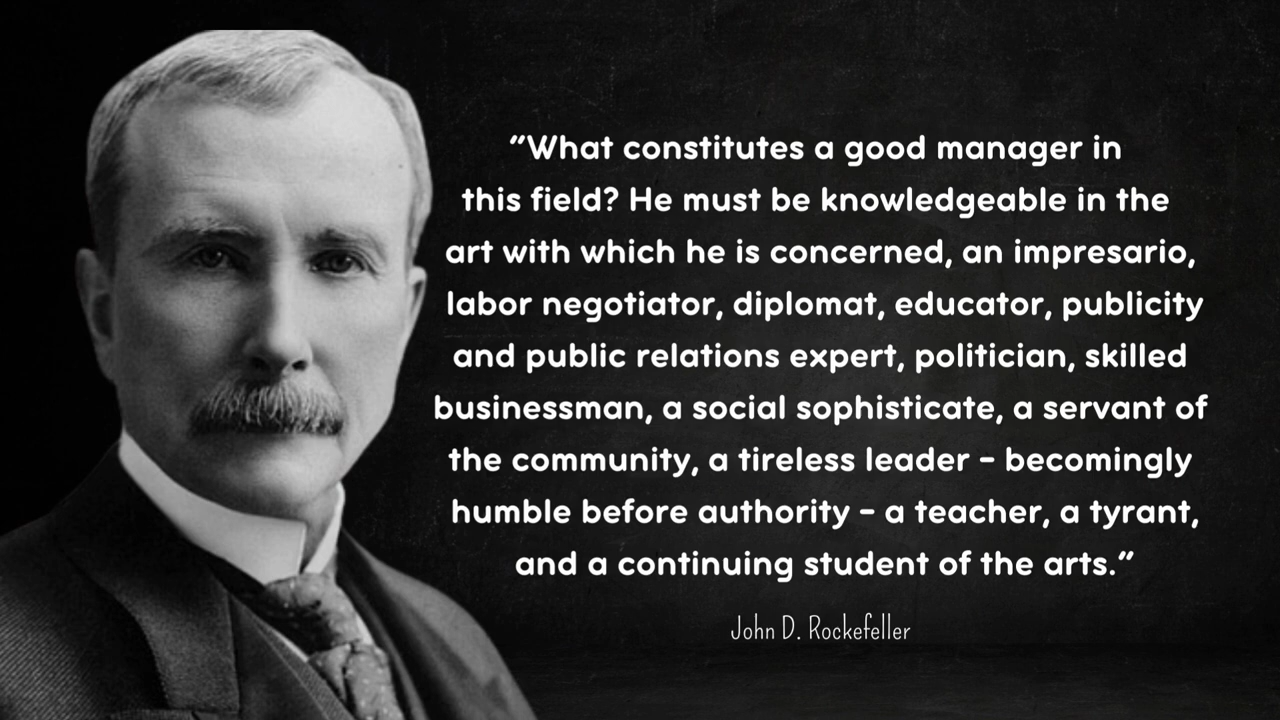 “What constitutes a good manager in
this field? He must be knowledgeable in the
art with which he is concerned, an impresario,
labor negotiator, diplomat, educator, publicity
and public relations expert, politician, skilled
businessman, a social sophisticate, a servant of
the community, a tireless leader – becomingly
humble before authority – a teacher, a tyrant,
and a continuing student of the arts.”
John D. Rockefeller